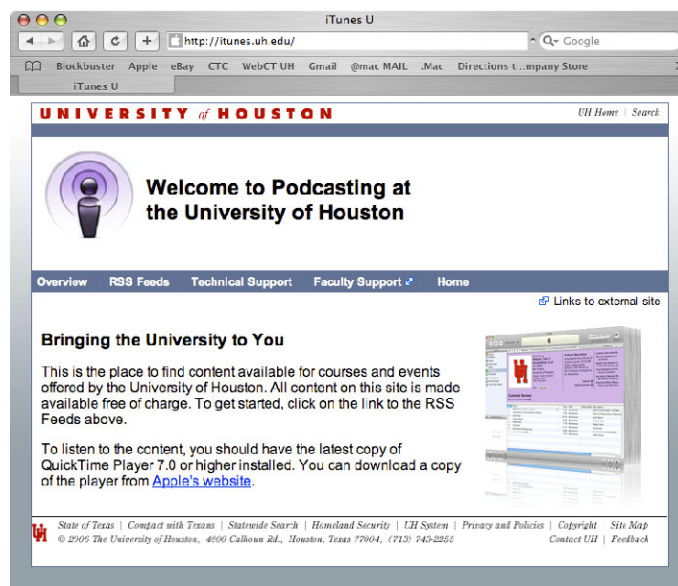 iTunes U
http://itunes.uh.edu/
Google
Blockbuster Apple eBay CTC WebCT UH Gmail @mac MAIL .Mac Directions t...mpany Store
iTunes U
UNIVERSITY of HOUSTON
UH Home | Search
Welcome to Podcasting at
the University of Houston
Overview RSS Feeds Technical Support Faculty Support Home
Links to external site
Bringing the University to You
This is the place to find content available for courses and events
offered by the University of Houston. All content on this site is made
available free of charge. To get started, click on the link to the RSS
Feeds above.
To listen to the content, you should have the latest copy of
QuickTime Player 7.0 or higher installed. You can download a copy
of the player from Apple's website.
State of Texas | Compact with Texans | Statewide Search | Homeland Security | UH System | Privacy and Policies | Copyright | Site Map
© 2006 The University of Houston, 4800 Calhoun Rd., Houston, Texas 77004, (713) 743-2255
Contact UH | Feedback